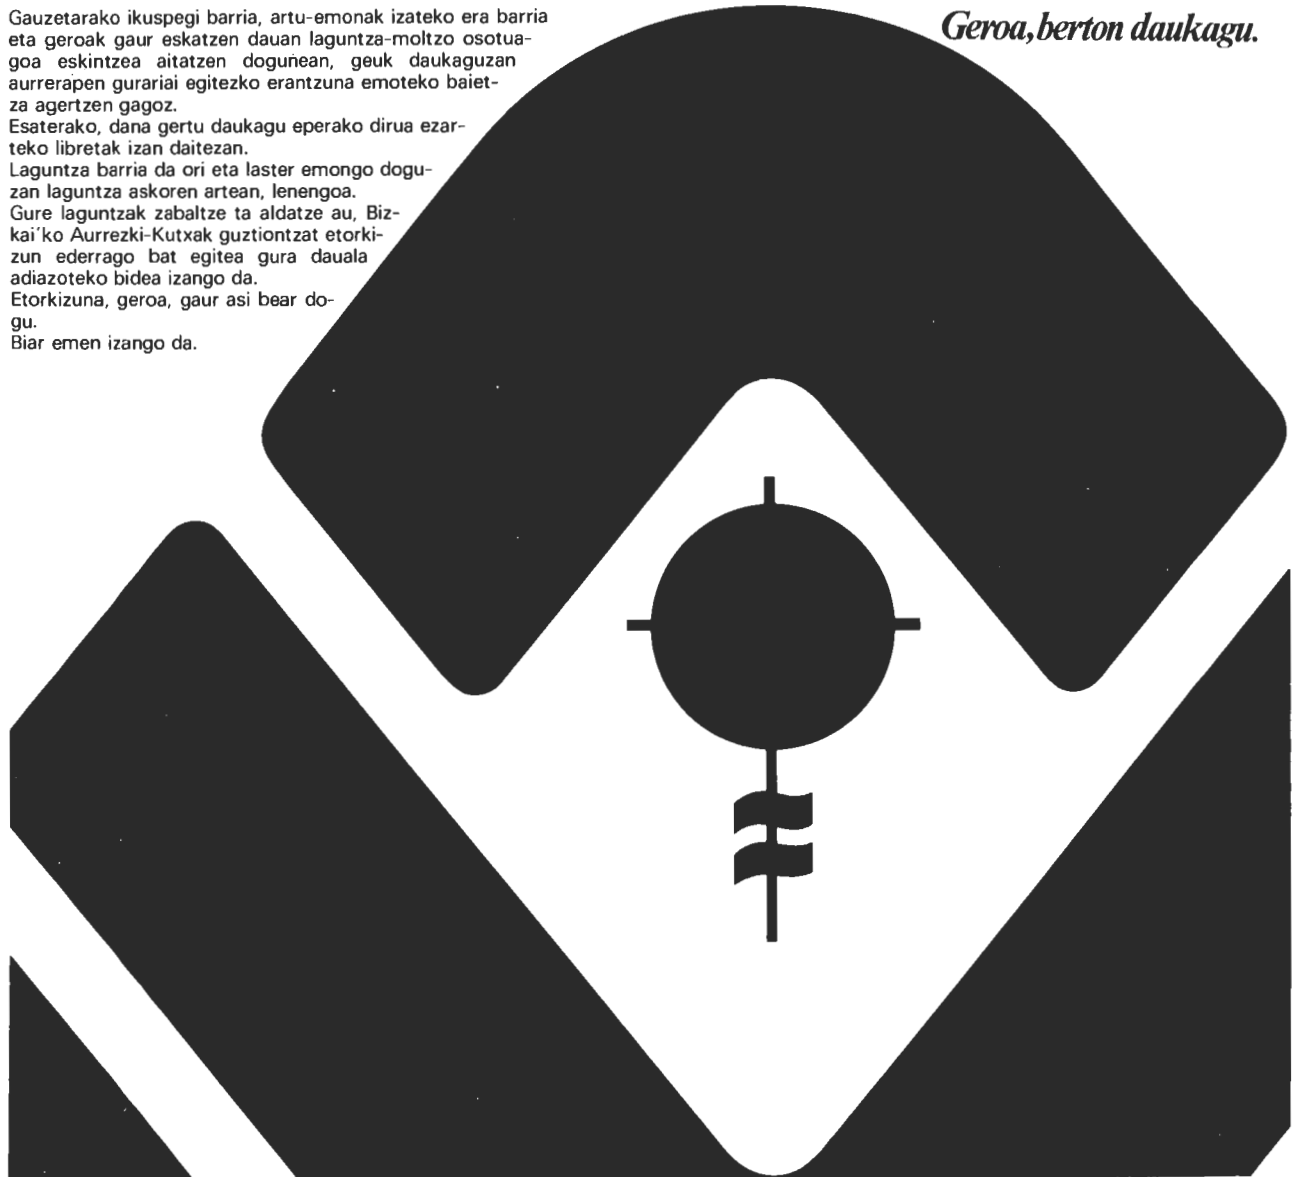 Gauzetarako ikuspegi barria, artu-emonak izateko era barria
eta geroak gaur eskatzen dauan laguntza-moltzo osotua-
goa eskintzea aitatzen doguñean, geuk daukaguzan
aurrerapen gurariai egitezko erantzuna emoteko baiet-
za agertzen gagoz.
Esaterako, dana gertu daukagu eperako dirua ezar-
teko libretak izan daitezan.
Laguntza barria da ori eta laster emongo dogu-
zan laguntza askoren artean, lenengoa.
Gure laguntzak zabaltze ta aldatze au, Biz-
kai'ko Aurrezki-Kutxak guztiontzat etorki-
zun ederrago bat egitea gura dauala
adiazoteko bidea izango da.
Etorkizuna, geroa, gaur asi bear do-
gu.
Biar emen izango da.
Geroa, berton daukagu.